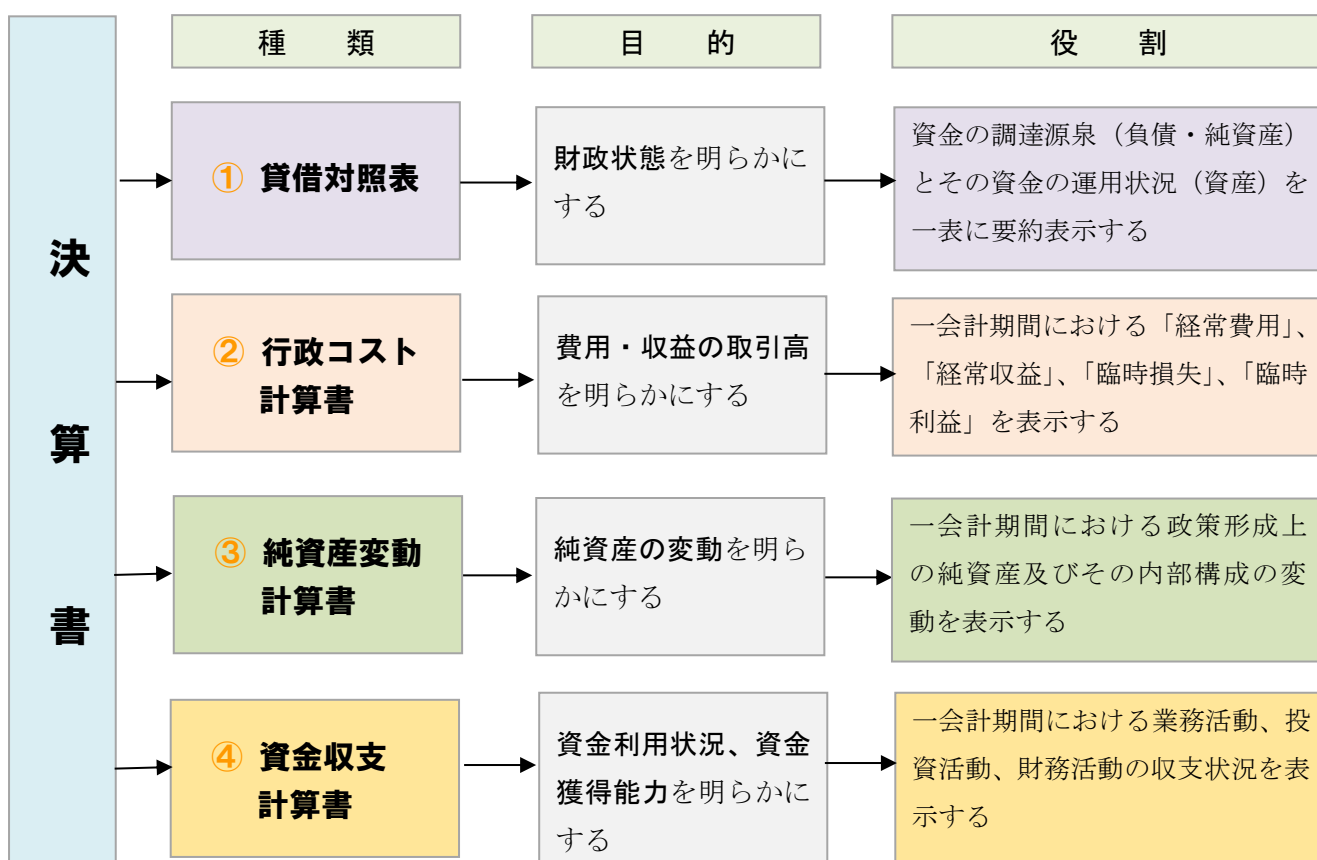 種 類
目 的
役 割
決算書
① 貸借対照表
財政状態を明らかに
する
資金の調達源泉（負債・純資産）
とその資金の運用状況（資産）を
一表に要約表示する
② 行政コスト
計算書
費用・収益の取引高
を明らかにする
一会計期間における「経常費用」、
「経常収益」、「臨時損失」、「臨時
利益」を表示する
③ 純資産変動
計算書
純資産の変動を明ら
かにする
一会計期間における政策形成上
の純資産及びその内部構成の変
動を表示する
④ 資金収支
計算書
資金利用状況、資金
獲得能力を明らかに
する
一会計期間における業務活動、投
資活動、財務活動の収支状況を表
示する